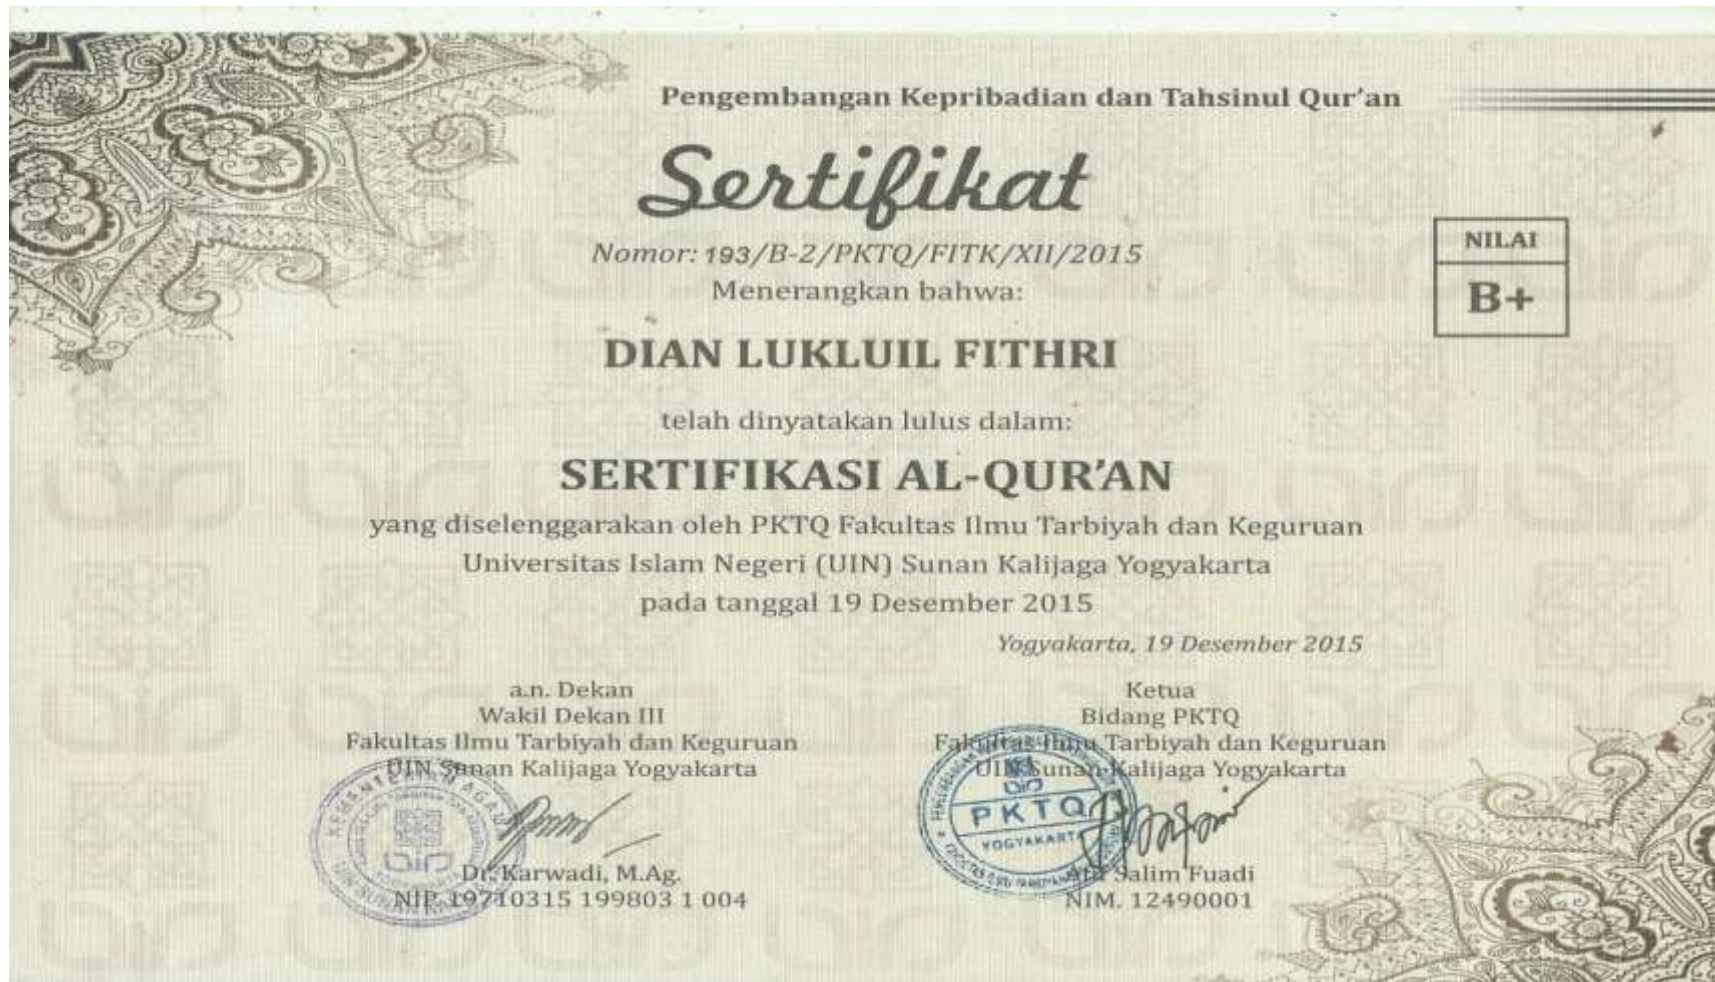 Pengembangan Kepribadian dan Tahsinul Qur'an
Sertifikat
Nomor: 193/B-2/PKTQ/FITK/XII/2015
Menerangkan bahwa:
NILAI
B+
DIAN LUKLUIL FITHRI
telah dinyatakan lulus dalam:
SERTIFIKASI AL-QUR'AN
yang diselenggarakan oleh PKTQ Fakultas Ilmu Tarbiyah dan Keguruan
Universitas Islam Negeri (UIN) Sunan Kalijaga Yogyakarta
pada tanggal 19 Desember 2015
Yogyakarta, 19 Desember 2015
a.n. Dekan
Wakil Dekan III
Fakultas Ilmu Tarbiyah dan Keguruan
UIN Sunan Kalijaga Yogyakarta
Dr. Karwadi, M.Ag.
NIP. 19710315 199803 1 004
Ketua
Bidang PKTQ
Fakultas Ilmu Tarbiyah dan Keguruan
UIN Sunan Kalijaga Yogyakarta
PKTQ
YOGYAKARTA
Salim Fuadi
NIM. 12490001